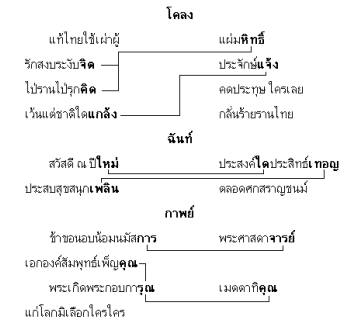 โคลง
แท้ไทยใช้เผ่าผู้ แผ่มหิทธิ์
รักสงบระงับจิต ประจักษ์แจ้ง
ไป่รานไป่รุกคิด คดประทุษ ใครเลย
เว้นแต่ชาติใดแกล้ง กลั่นร้ายรานไทย
ฉันท์
สวัสดี ณ ปีใหม่ ประสงค์ใดประสิทธิ์เทอญ
ประสบสุขสนุกเพลิน ตลอดศกสราญชนม์
กาพย์
ข้าขอนอบน้อมนมัสการ พระศาสดาจารย์
เอกองค์สัมพุทธ์เพ็ญคุณ
พระเกิดพระกอบการุณ เมตตาทิคุณ
แก่โลกมิเลือกใครใคร